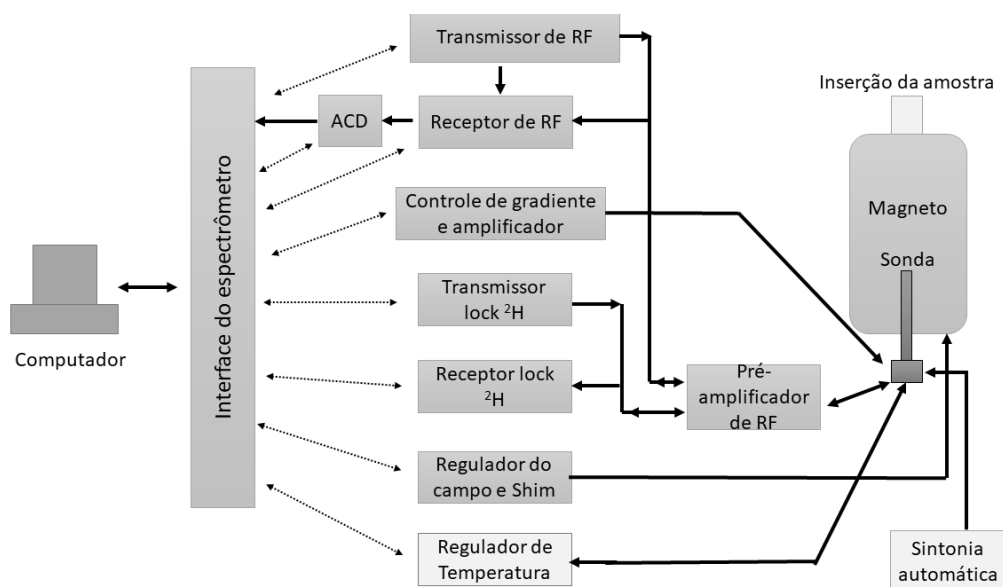 Transmissor de RF
Inserção da amostra
ACD
Receptor de RF
Interface do espectrômetro
Controle de gradiente
e amplificador
Magneto
Sonda
Transmissor
lock ²H
Computador
Receptor lock
²H
Pré-
amplificador
de RF
Regulador do
campo e Shim
Regulador de
Temperatura
Sintonia
automática